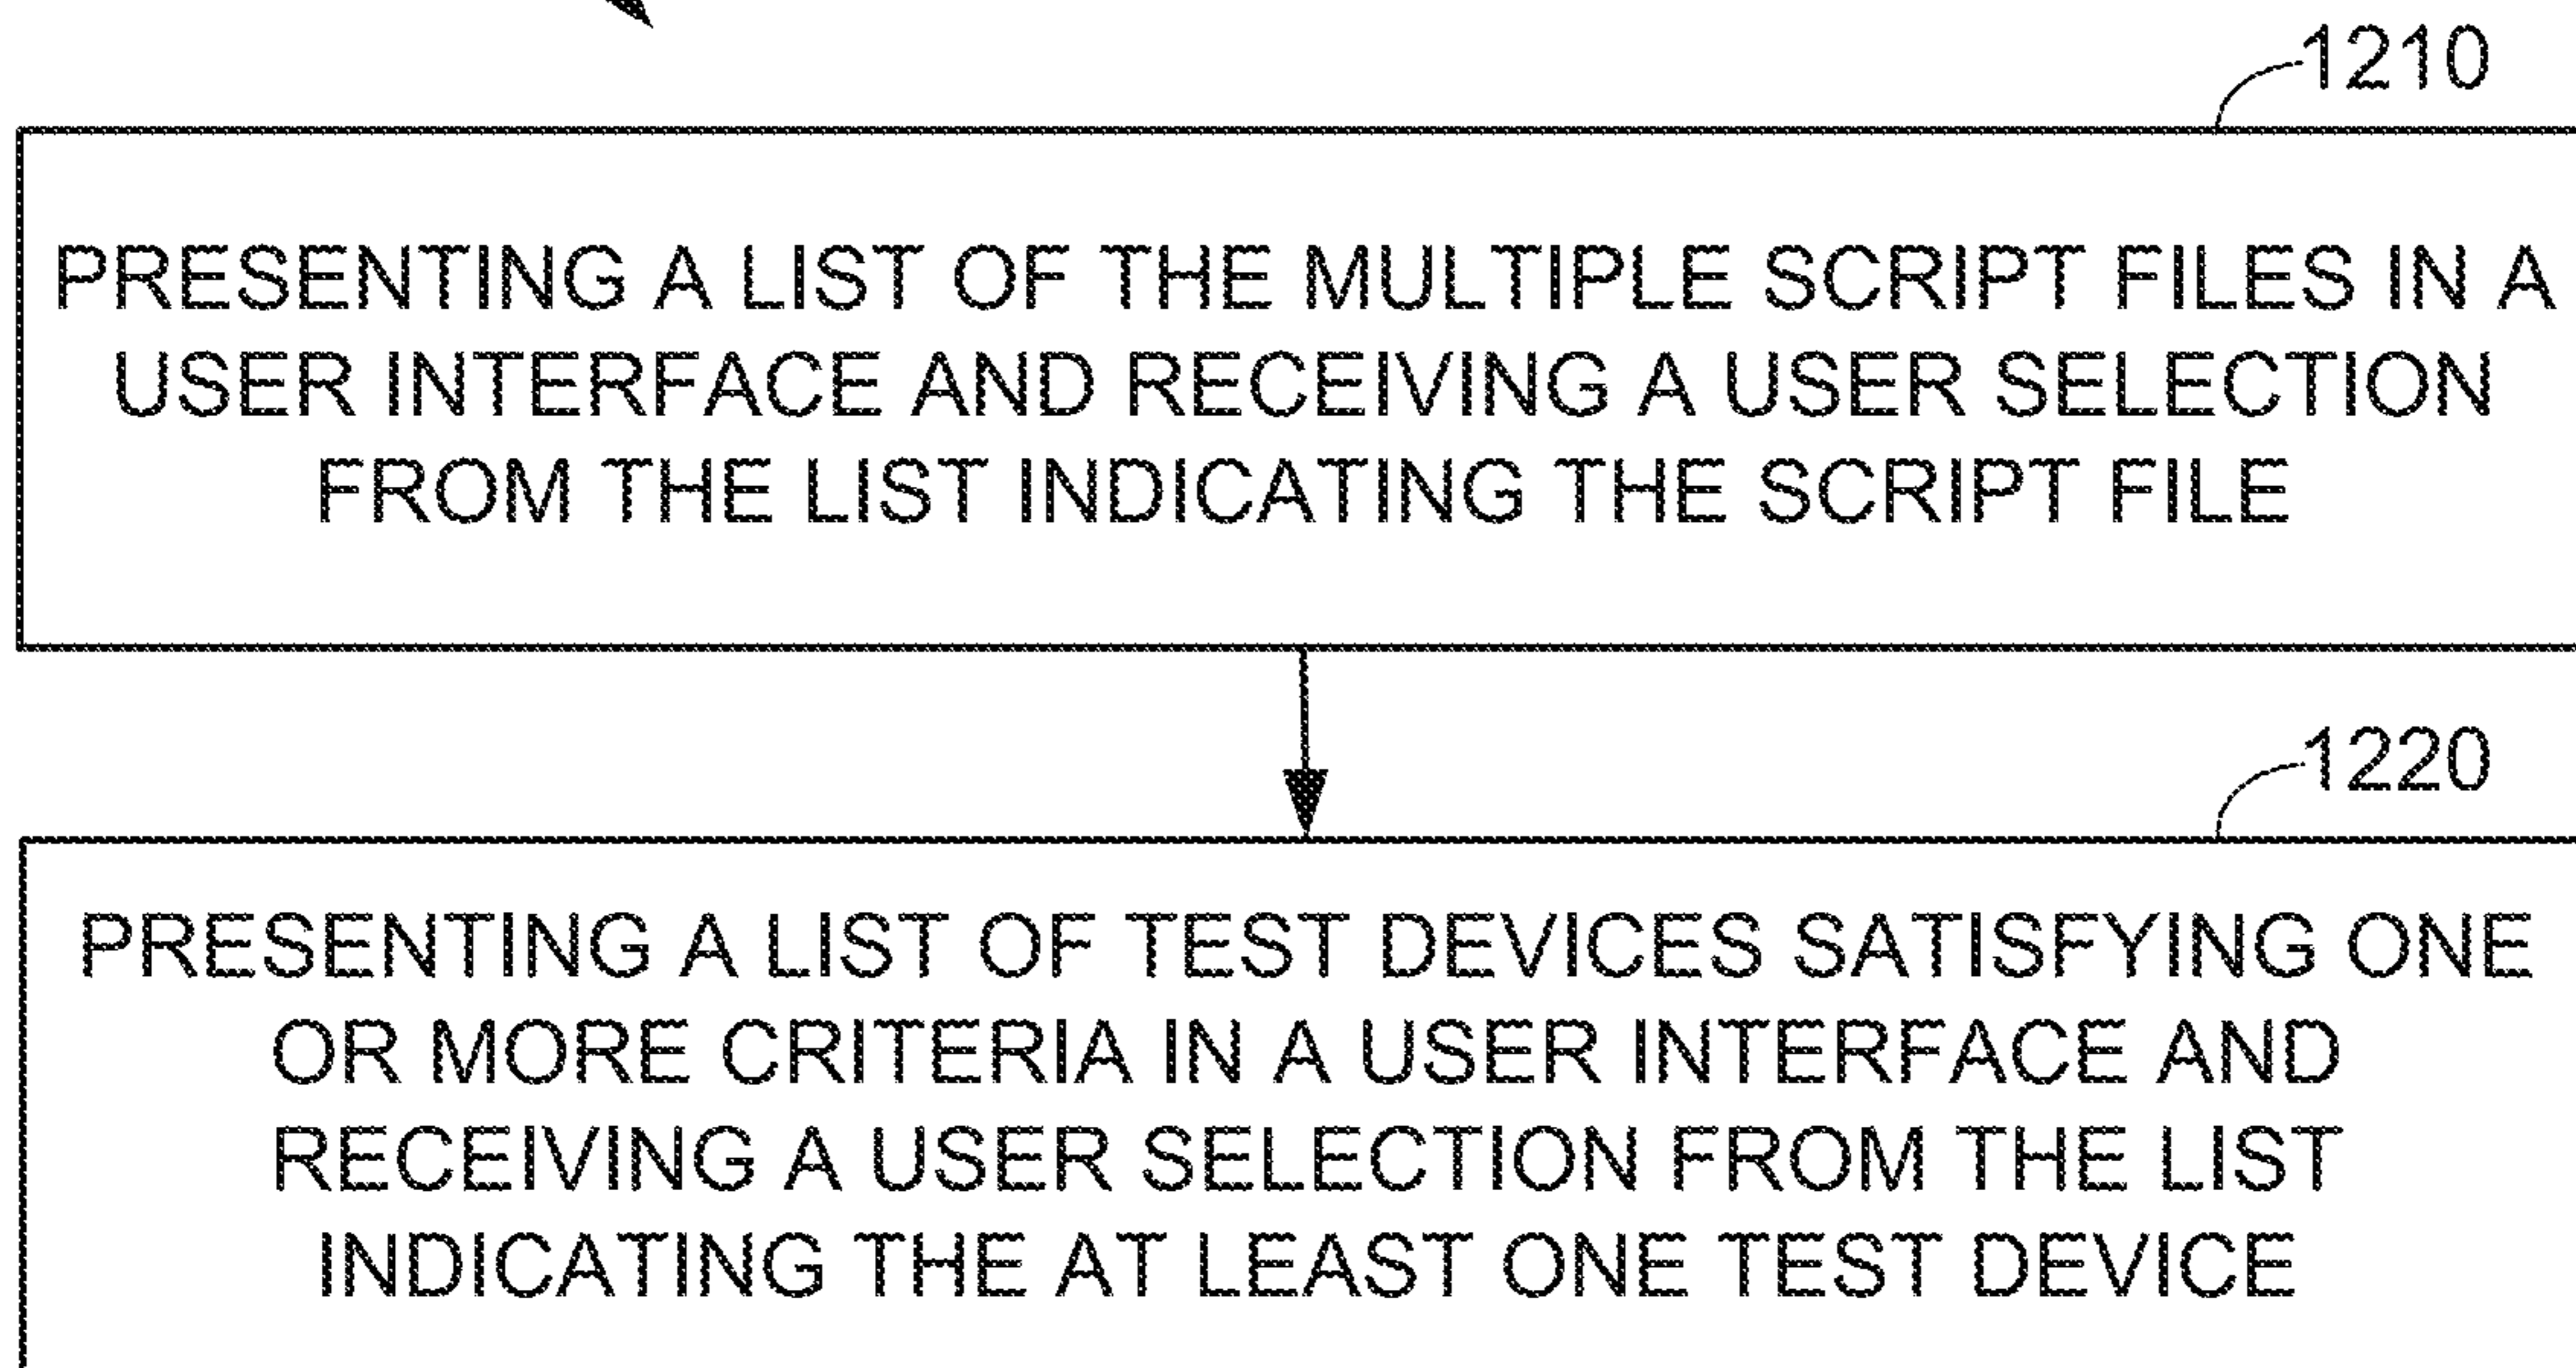 1210
PRESENTING A LIST OF THE MULTIPLE SCRIPT FILES IN A
USER INTERFACE AND RECEIVING A USER SELECTION
FROM THE LIST INDICATING THE SCRIPT FILE
1220
PRESENTING A LIST OF TEST DEVICES SATISFYING ONE
OR MORE CRITERIA IN A USER INTERFACE AND
RECEIVING A USER SELECTION FROM THE LIST
INDICATING THE AT LEAST ONE TEST DEVICE